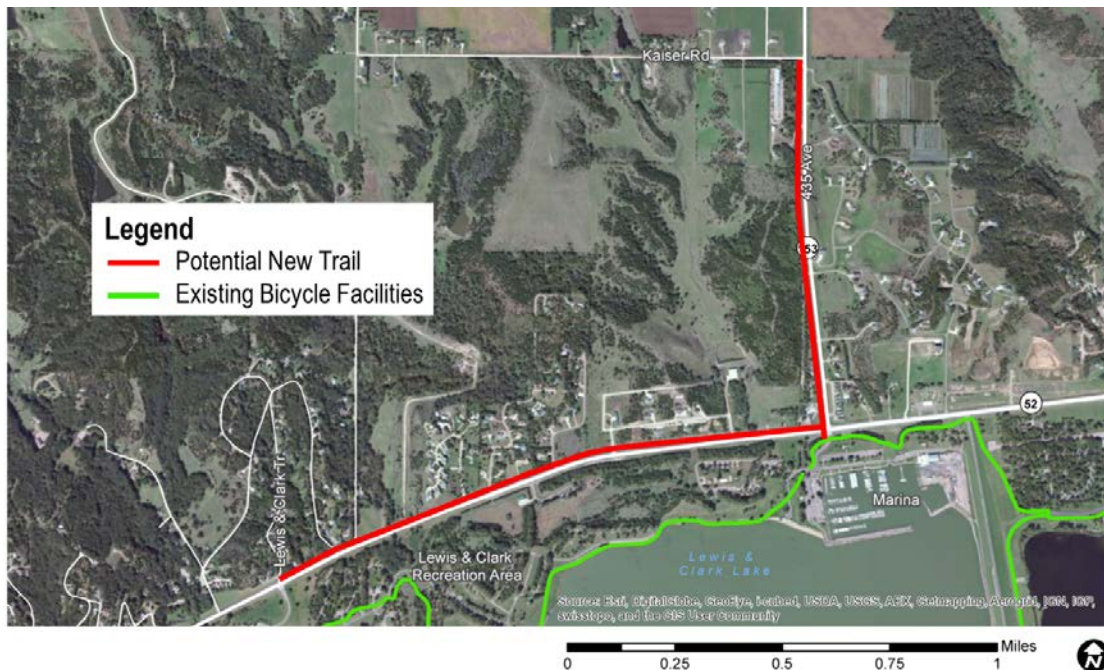 Kaiser Rd
435 Ave
53
Legend
Potential New Trail
Existing Bicycle Facilities
52
Lewis & Clark Tr
Marina
Lewis & Clark
Recreation Area
Lewis &
Clark Lake
Sources: Esri, DigitalGlobe, GeoEye, i-cubed, USDA, USGS, AEX, Getmapping, Aerogrid, IGN, IGP,
swisstopo, and the GIS User Community
Miles
0 0.25 0.5 0.75 1
N